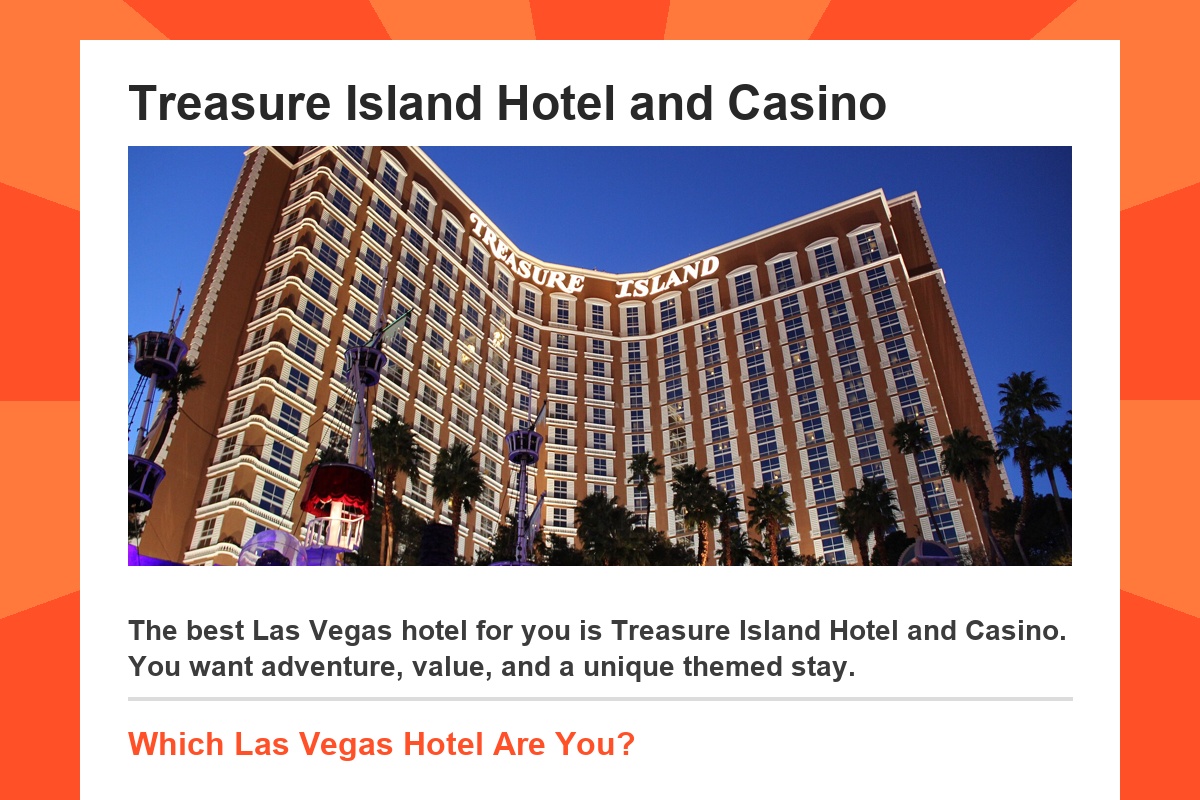 Treasure Island Hotel and Casino
TREASURE ISLAND
The best Las Vegas hotel for you is Treasure Island Hotel and Casino.
You want adventure, value, and a unique themed stay.
Which Las Vegas Hotel Are You?